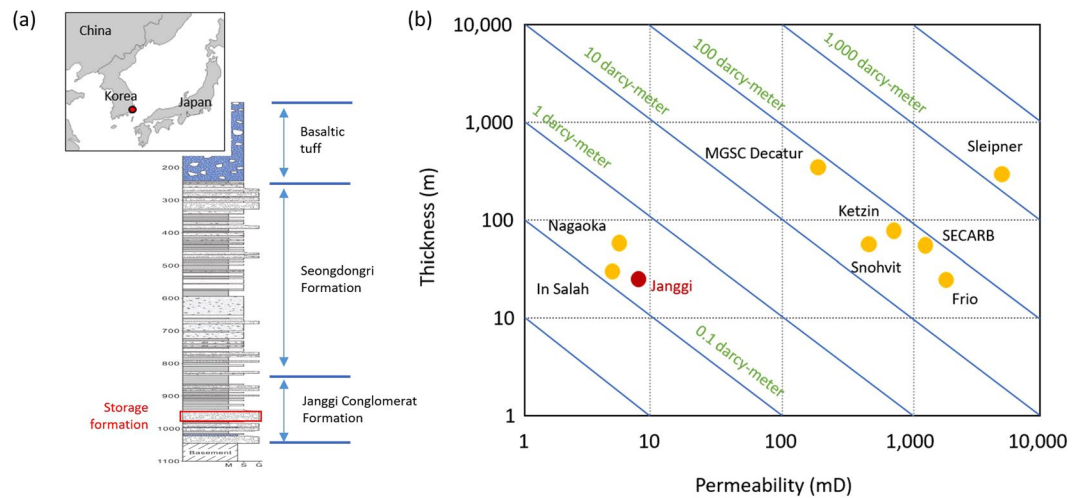 (a)
China
Korea
Japan
Basaltic
tuff
200
300
400
Seongdongri
Formation
600
700
800
900
Janggi Conglomerat
Formation
Storage
formation
1000
Basement
1100
M S G
(b)
10,000
1,000
100
10
1
Thickness (m)
10 darcy-meter
100 darcy-meter
1,000 darcy-meter
1 darcy-meter
MGSC Decatur
Sleipner
Ketzin
Nagaoka
SECARB
Snohvit
In Salah
Janggi
Frio
0.1 darcy-meter
1
10
100
1,000
10,000
Permeability (mD)